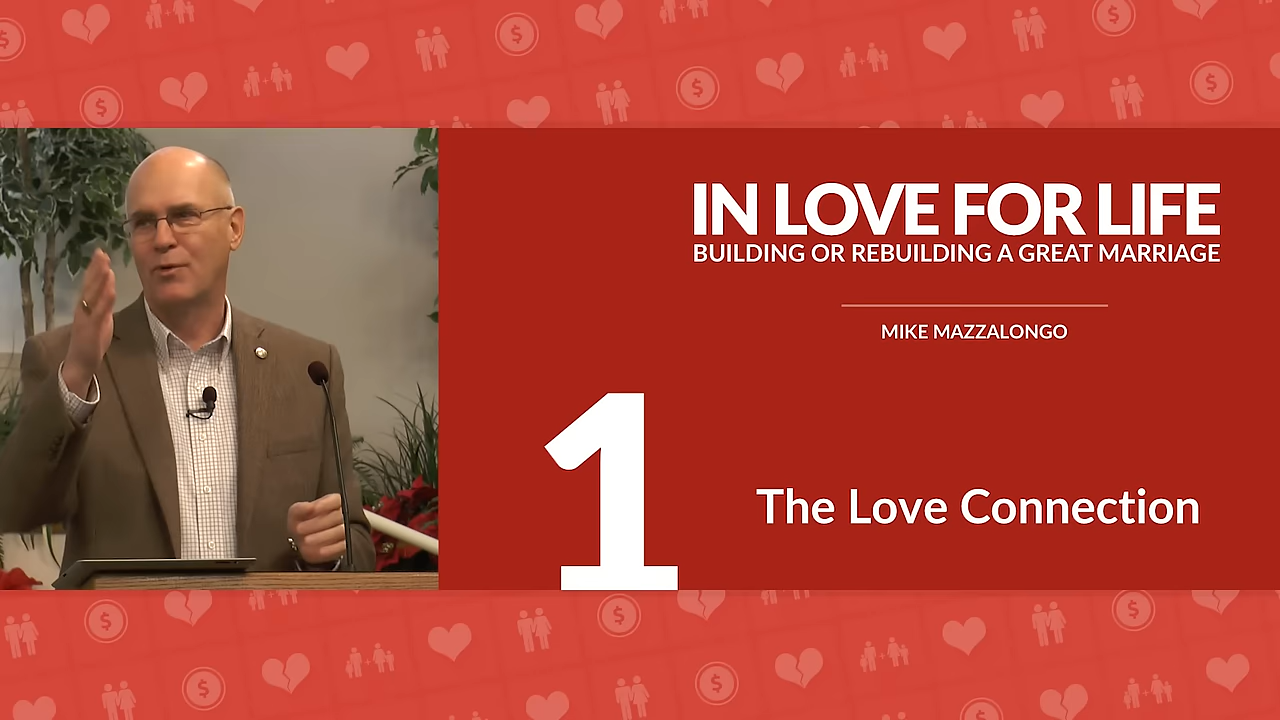 IN LOVE FOR LIFE
BUILDING OR REBUILDING A GREAT MARRIAGE
MIKE MAZZALONGO
1
The Love Connection